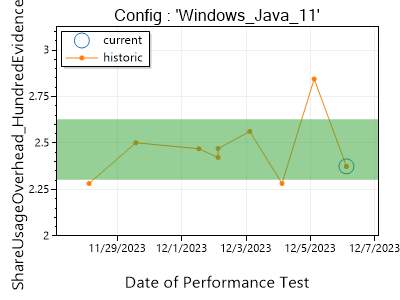 Config : 'Windows_Java_11'
current
historic
ShareUsageOverhead_HundredEvidence
3
2.75
2.5
2.25
2
11/29/2023
12/1/2023
12/3/2023
12/5/2023
12/7/2023
Date of Performance Test